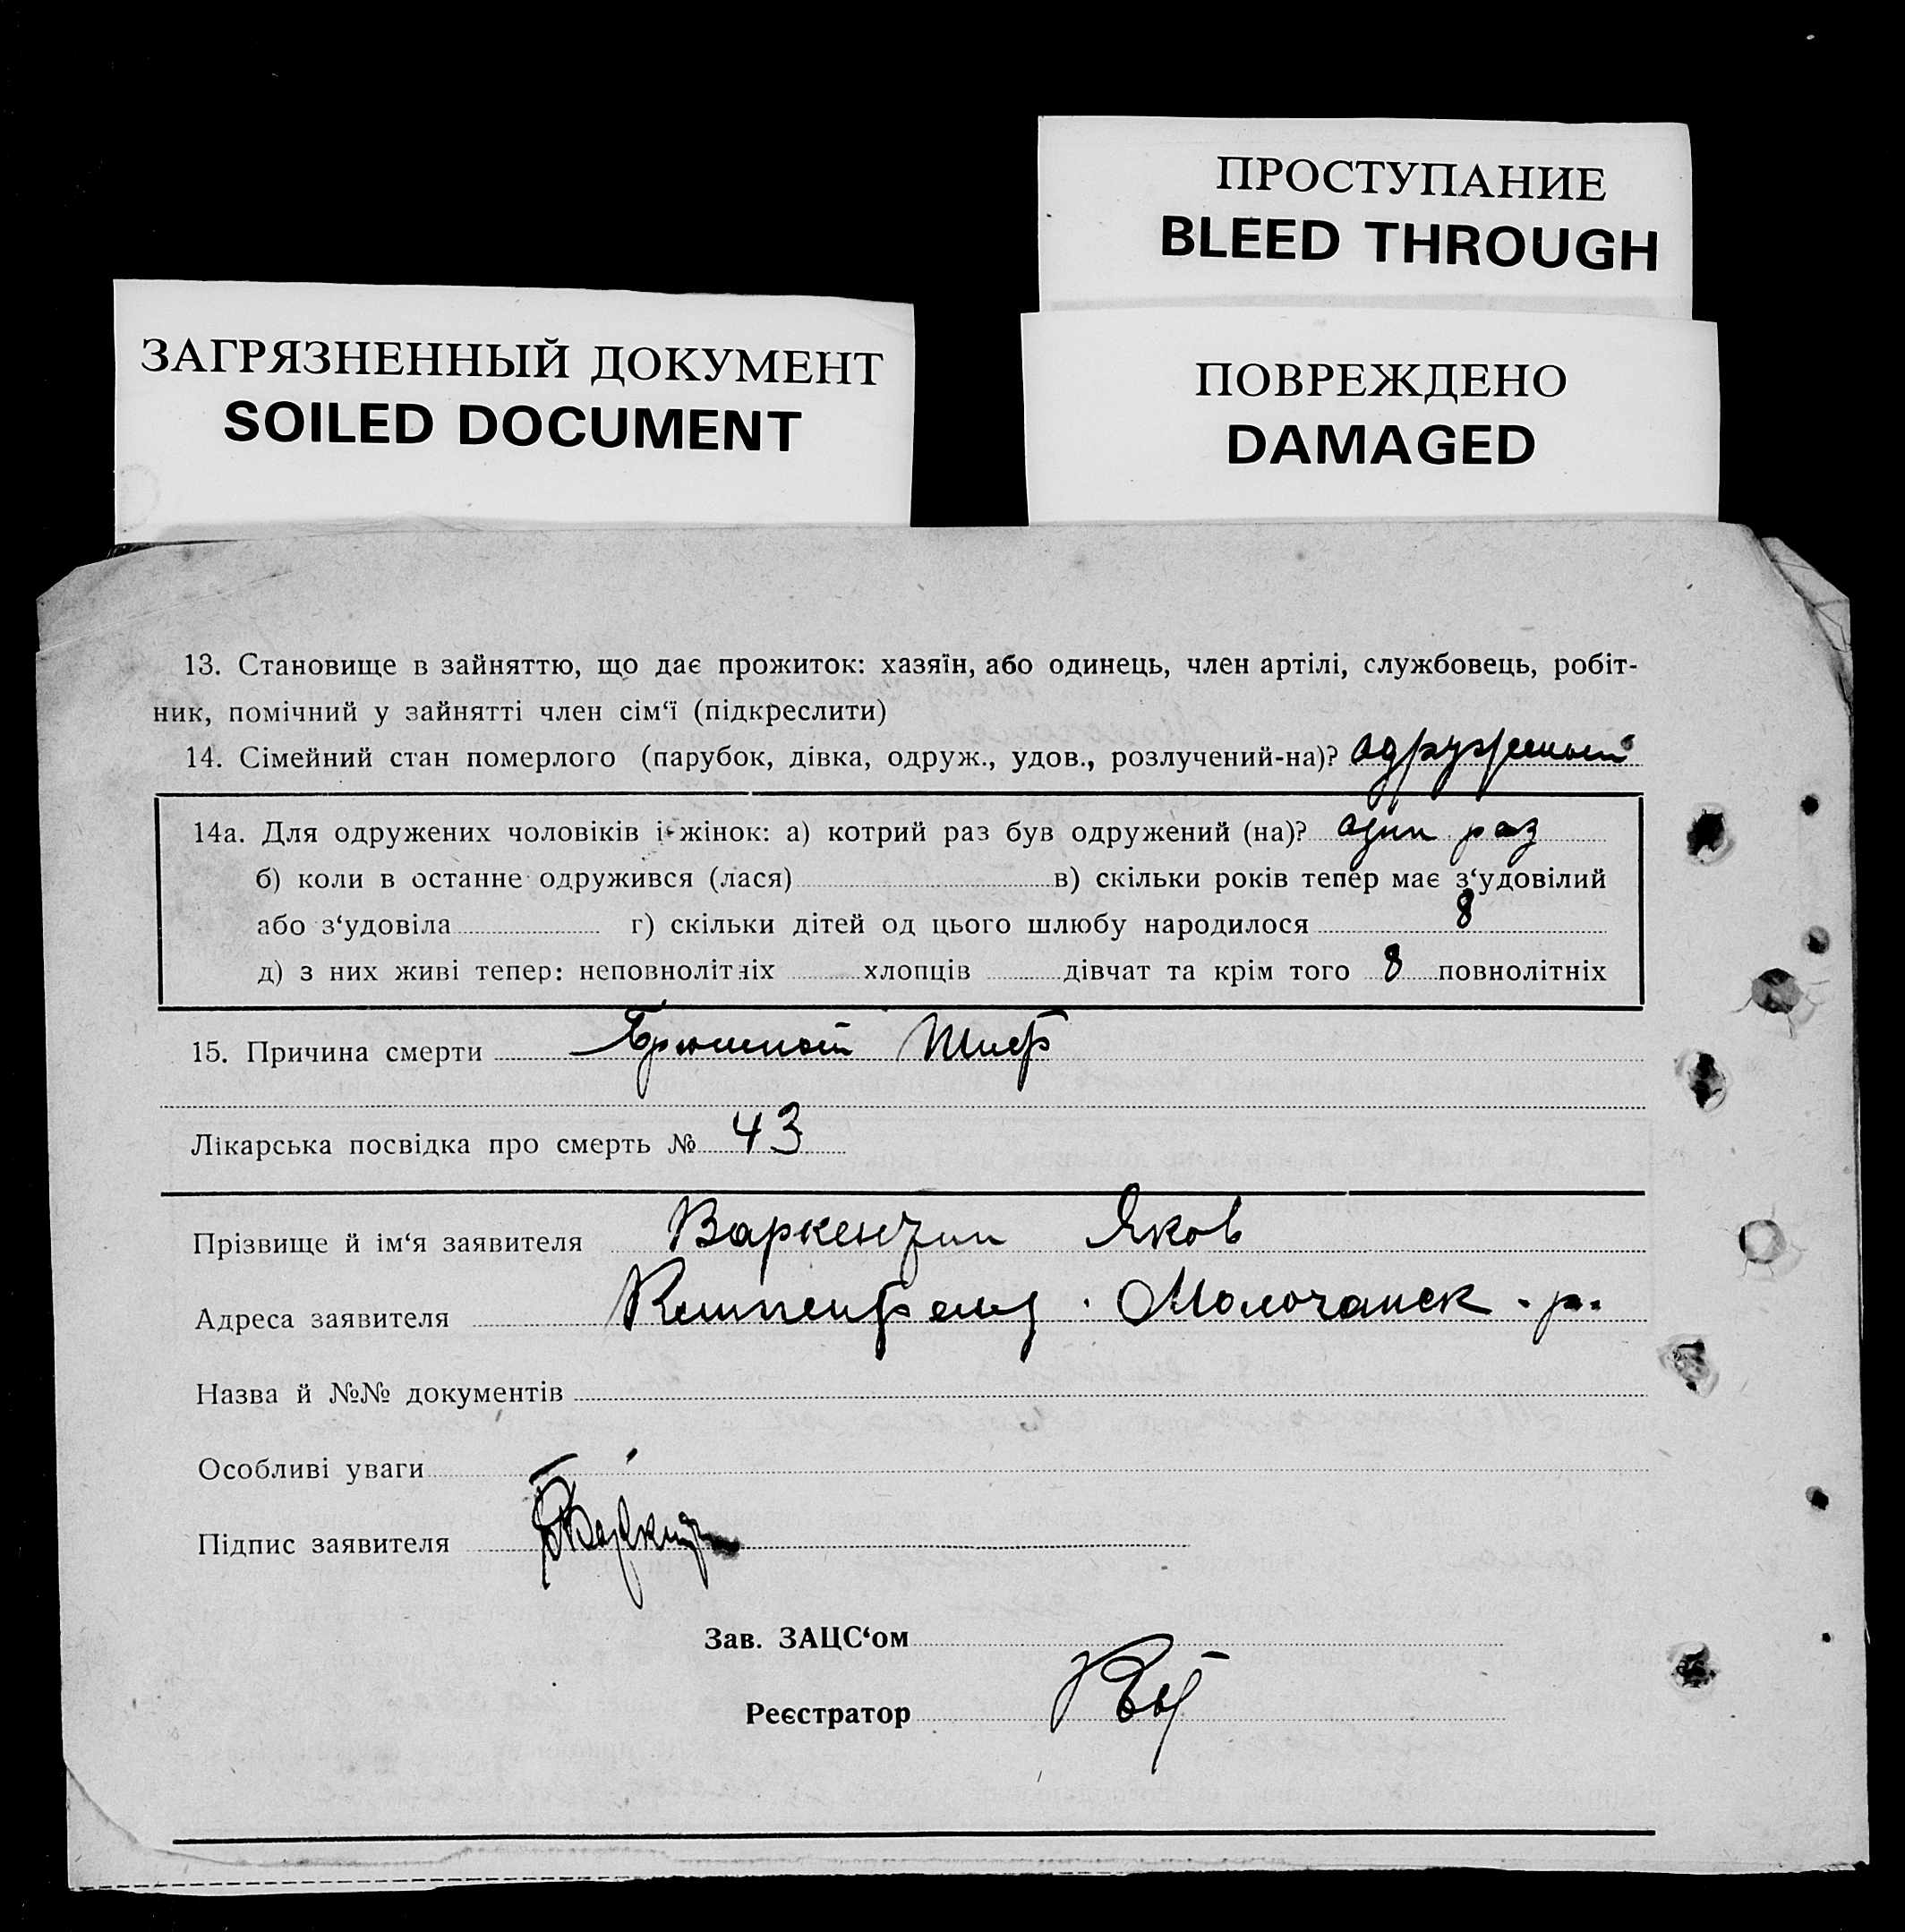 ПРОСТУПАНИЕ
BLEED THROUGH
ЗАГРЯЗНЕННЫЙ ДОКУМЕНТ
SOILED DOCUMENT
ПОВРЕЖДЕНО
DAMAGED
13. Становище в зайняттю, що дає прожиток: хазяїн, або одинець, член артілі, службовець, робіт-
ник, помічний у зайнятті член сім‘ї (підкреслити)
14. Сімейний стан померлого (парубок, дівка, одруж., удов., розлучений-на)? одружений
14а. Для одружених чоловіків і жінок: а) котрий раз був одружений (на)? один раз
б) коли в останне одружився (лася) в) скільки років тепер має з‘удовілий
або з‘удовіла г) скільки дітей од цього шлюбу народилося 8
д) з них живі тепер: неповнолітніх хлопців дівчат та крім того 8 повнолітніх
15. Причина смерти Брюшной Тиф
Лікарська посвідка про смерть № 43
Прізвище й ім‘я заявителя Варкентин Яков
Адреса заявителя Молочанск. р.
Назва й №№ документів
Особливі уваги
Підпис заявителя
Зав. ЗАЦС‘ом
Реєстратор